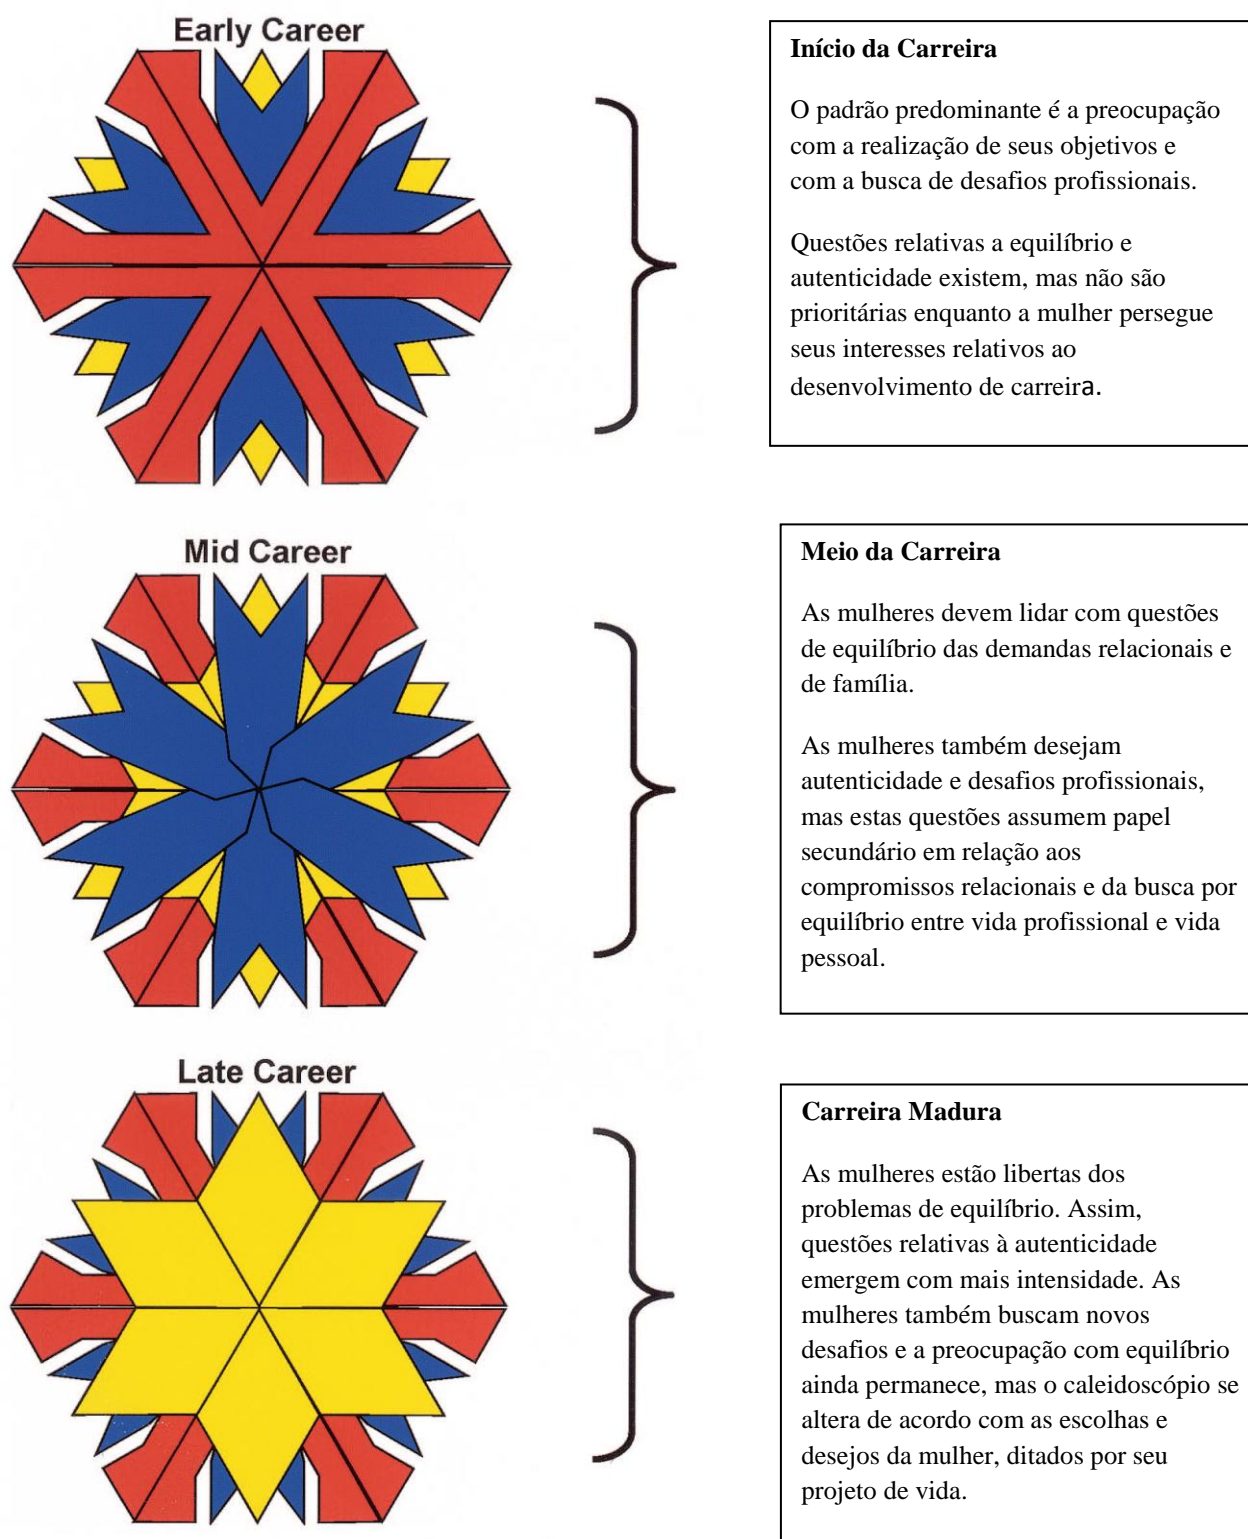 Early Career
Início da Carreira
O padrão predominante é a preocupação
com a realização de seus objetivos e
com a busca de desafios profissionais.
Questões relativas a equilíbrio e
autenticidade existem, mas não são
prioritárias enquanto a mulher persegue
seus interesses relativos ao
desenvolvimento de carreira.
Mid Career
Meio da Carreira
As mulheres devem lidar com questões
de equilíbrio das demandas relacionais e
de família.
As mulheres também desejam
autenticidade e desafios profissionais,
mas estas questões assumem papel
secundário em relação aos
compromissos relacionais e da busca por
equilíbrio entre vida profissional e vida
pessoal.
Late Career
Carreira Madura
As mulheres estão libertas dos
problemas de equilíbrio. Assim,
questões relativas à autenticidade
emergem com mais intensidade. As
mulheres também buscam novos
desafios e a preocupação com equilíbrio
ainda permanece, mas o caleidoscópio se
altera de acordo com as escolhas e
desejos da mulher, ditados por seu
projeto de vida.